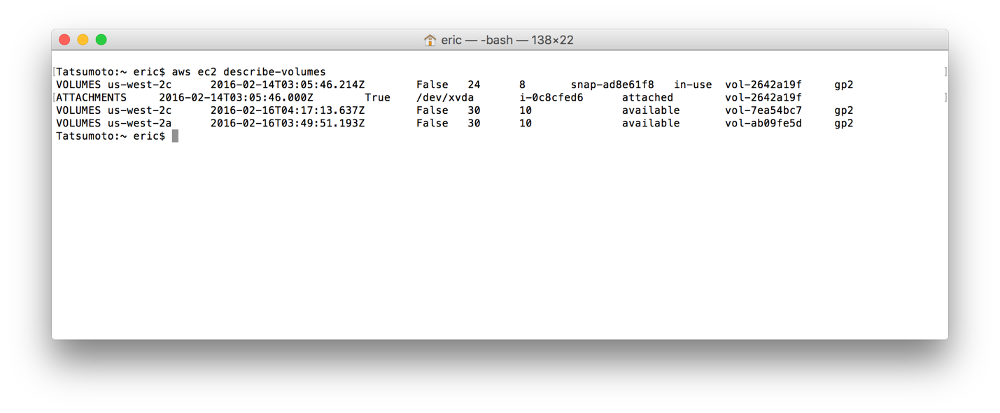 eric — -bash — 138×22
Tatsumoto:~ eric$ aws ec2 describe-volumes
VOLUMES us-west-2c 2016-02-14T03:05:46.214Z False 24 8 snap-ad8e61f8 in-use vol-2642a19f gp2
ATTACHMENTS 2016-02-14T03:05:46.000Z True /dev/xvda i-0c8cfed6 attached vol-2642a19f
VOLUMES us-west-2c 2016-02-16T04:17:13.637Z False 30 10 available vol-7ea54bc7 gp2
VOLUMES us-west-2a 2016-02-16T03:49:51.193Z False 30 10 available vol-ab09fe5d gp2
Tatsumoto:~ eric$